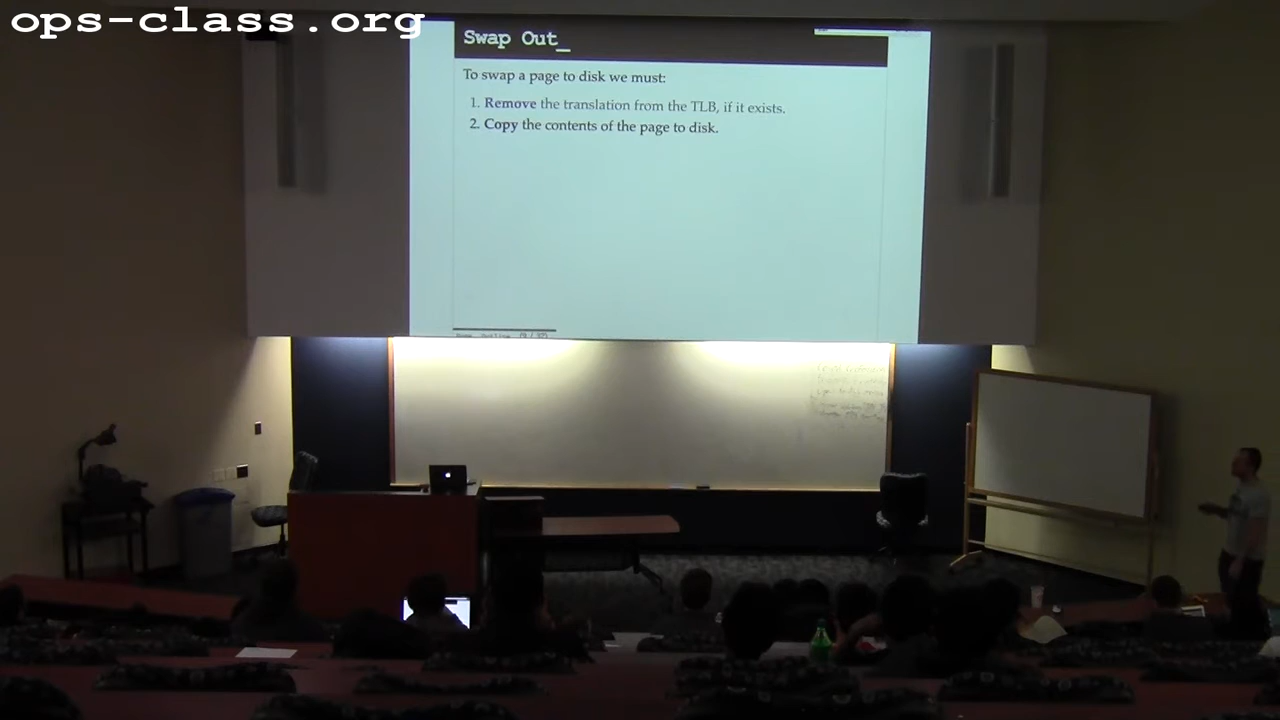 ops-class.org
Swap Out_
To swap a page to disk we must:
1. Remove the translation from the TLB, if it exists.
2. Copy the contents of the page to disk.